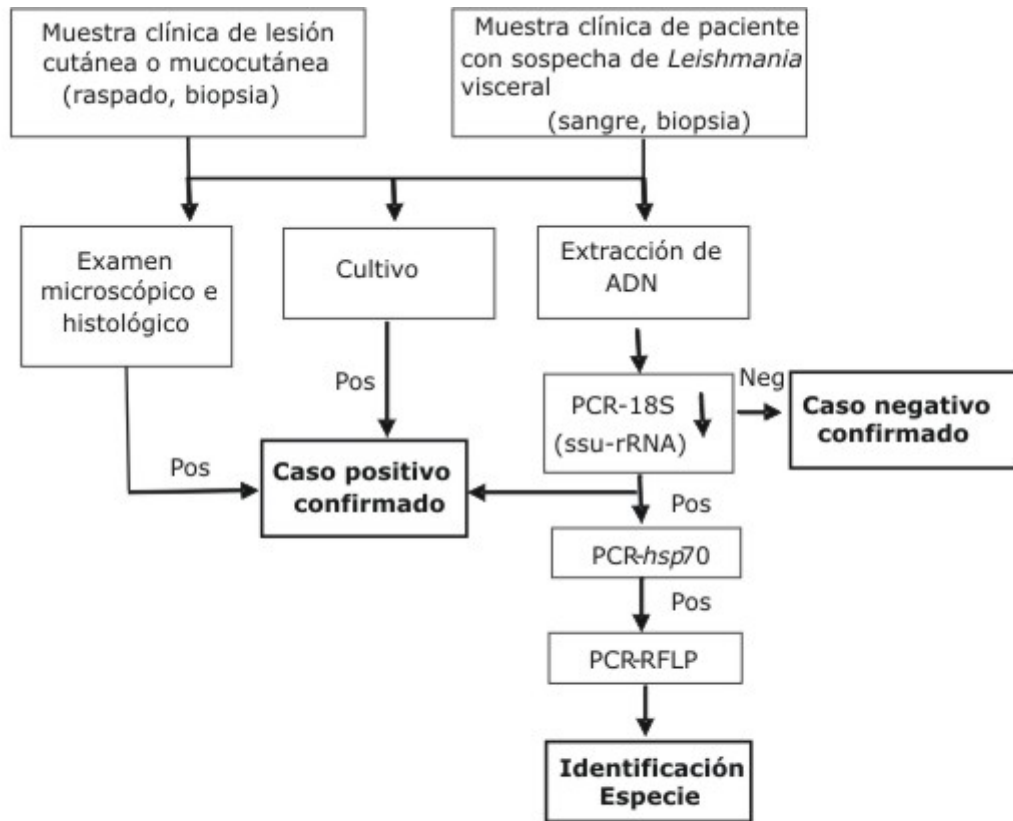 Muestra clínica de lesión
cutánea o mucocutánea
(raspado, biopsia)
Muestra clínica de paciente
con sospecha de Leishmania
visceral
(sangre, biopsia)
Examen
microscópico e
histológico
Cultivo
Extracción de
ADN
Pos
Neg
PCR-18S
(ssu-rRNA)
Caso negativo
confirmado
Pos
Caso positivo
confirmado
Pos
PCR-hsp70
Pos
PCR-RFLP
Identificación
Especie